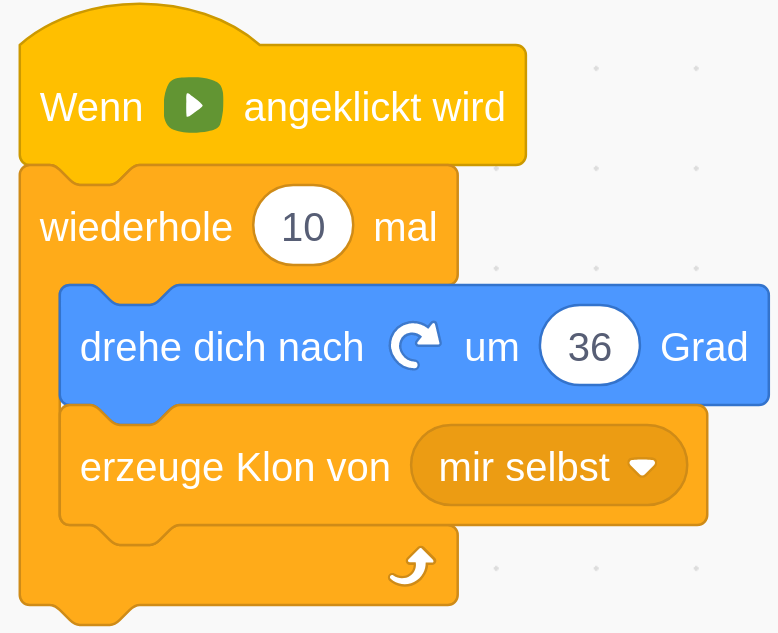 Wenn angeklickt wird
wiederhole 10 mal
drehe dich nach um 36 Grad
erzeuge Klon von mir selbst